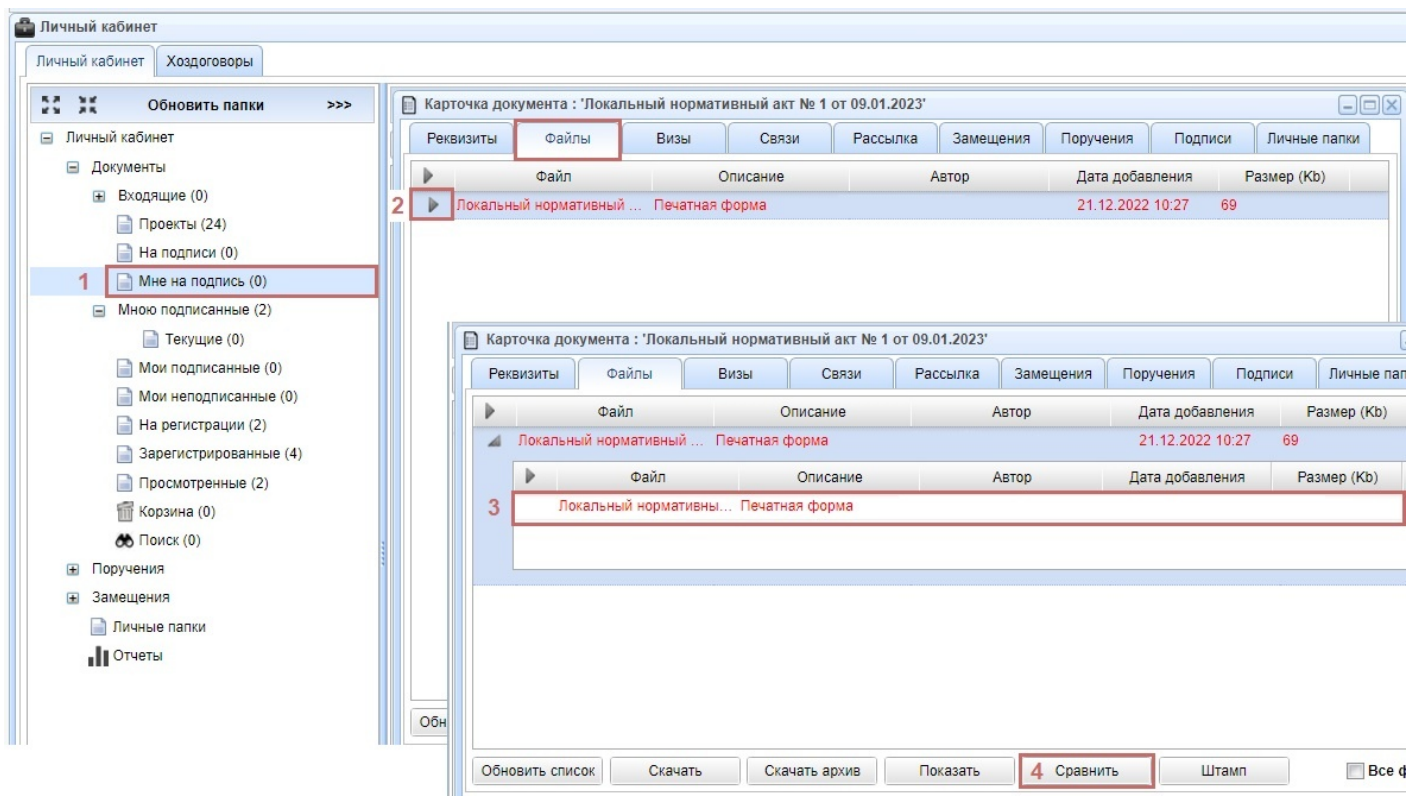 Личный кабинет
Личный кабинет Хоздоговоры
Обновить папки >>>
Личный кабинет
Документы
Входящие (0)
Проекты (24)
На подписи (0)
1 Мне на подпись (0)
Мною подписанные (2)
Текущие (0)
Мои подписанные (0)
Мои неподписанные (0)
На регистрации (2)
Зарегистрированные (4)
Просмотренные (2)
Корзина (0)
Поиск (0)
Поручения
Замещения
Личные папки
Отчеты
Карточка документа : 'Локальный нормативный акт № 1 от 09.01.2023'
Реквизиты Файлы Визы Связи Рассылка Замещения Поручения Подписи Личные папки
Файл Описание Автор Дата добавления Размер (Kb)
2 Локальный нормативный ... Печатная форма 21.12.2022 10:27 69
Обн
Карточка документа : 'Локальный нормативный акт № 1 от 09.01.2023'
Реквизиты Файлы Визы Связи Рассылка Замещения Поручения Подписи Личные пап
Файл Описание Автор Дата добавления Размер (Kb)
Локальный нормативный ... Печатная форма 21.12.2022 10:27 69
Файл Описание Автор Дата добавления Размер (Kb)
3 Локальный нормативны... Печатная форма
Обновить список Скачать Скачать архив Показать 4 Сравнить Штамп Все ф